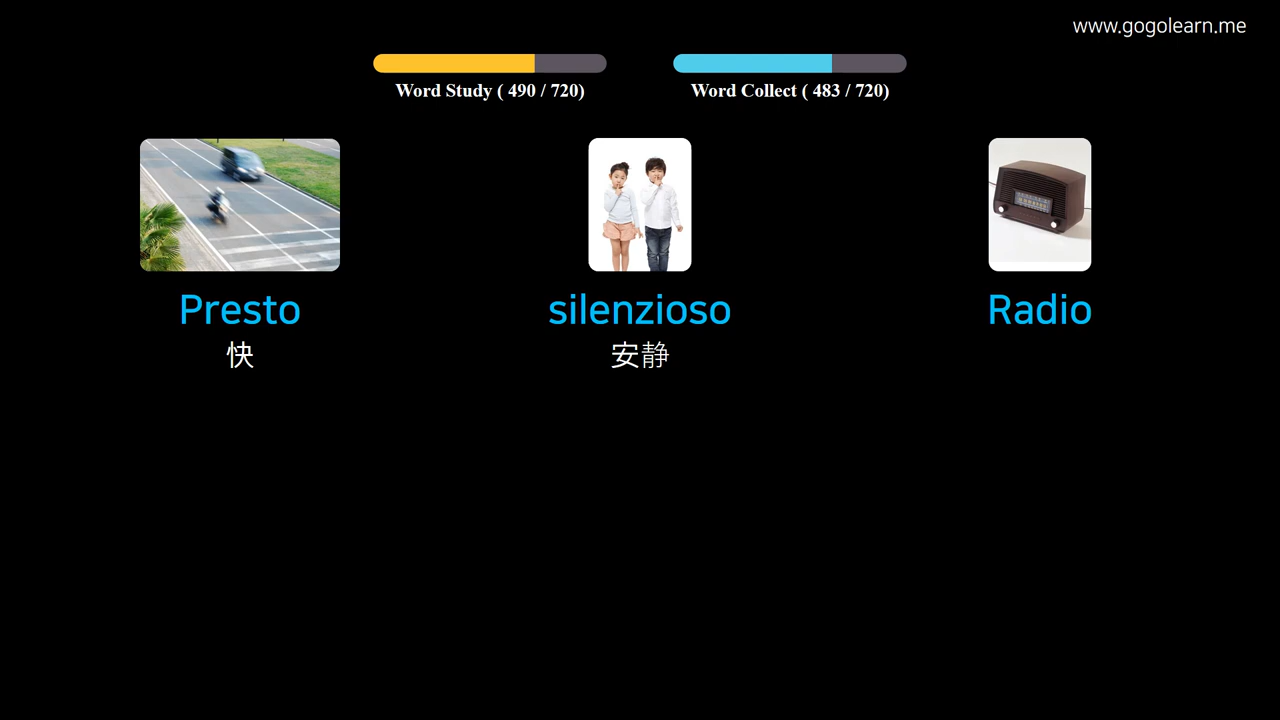 www.gogolearn.me
Word Study ( 490 / 720)
Word Collect ( 483 / 720)
Presto
快
silenzioso
安静
Radio